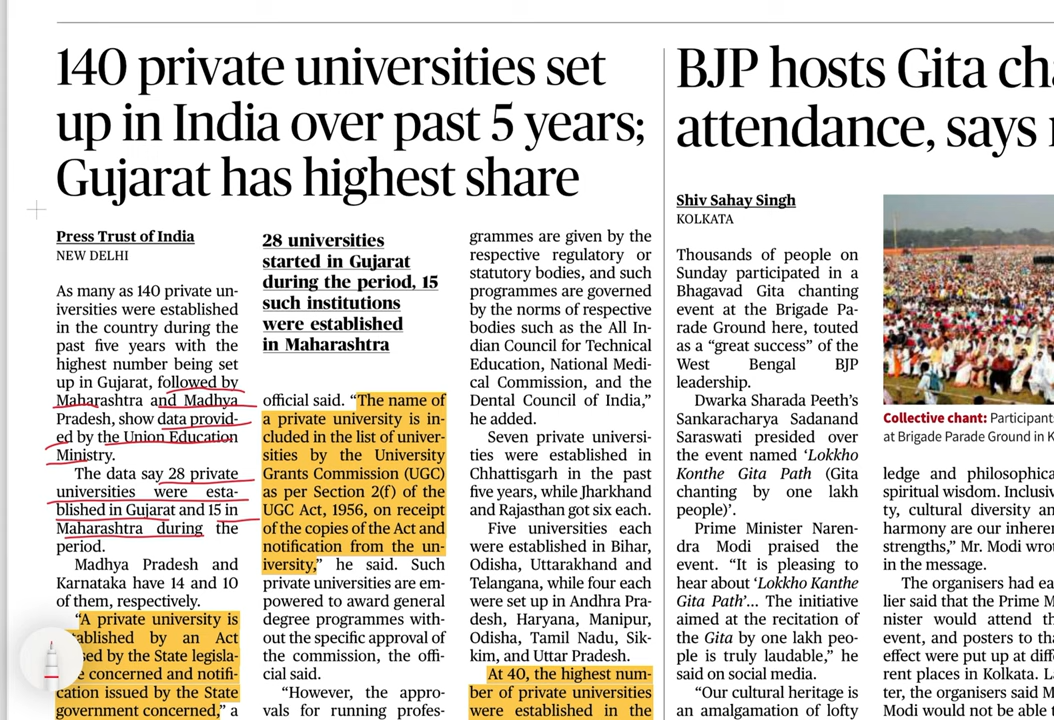 140 private universities set
up in India over past 5 years;
Gujarat has highest share
Press Trust of India
NEW DELHI
As many as 140 private un-
iversities were established
in the country during the
past five years with the
highest number being set
up in Gujarat, followed by
Maharashtra and Madhya
Pradesh, show data provid-
ed by the Union Education
Ministry.
The data say 28 private
universities were esta-
blished in Gujarat and 15 in
Maharashtra during the
period.
Madhya Pradesh and
Karnataka have 14 and 10
of them, respectively.
“A private university is
tablished by an Act
sed by the State legisla-
e concerned and notifi-
cation issued by the State
government concerned,” a
28 universities
started in Gujarat
during the period, 15
such institutions
were established
in Maharashtra
official said. “The name of
a private university is in-
cluded in the list of univer-
sities by the University
Grants Commission (UGC)
as per Section 2(f) of the
UGC Act, 1956, on receipt
of the copies of the Act and
notification from the un-
iversity,” he said. Such
private universities are em-
powered to award general
degree programmes with-
out the specific approval of
the commission, the offi-
cial said.
“However, the appro-
vals for running profes-
grammes are given by the
respective regulatory or
statutory bodies, and such
programmes are governed
by the norms of respective
bodies such as the All In-
dian Council for Technical
Education, National Medi-
cal Commission, and the
Dental Council of India,”
he added.
Seven private universi-
ties were established in
Chhattisgarh in the past
five years, while Jharkhand
and Rajasthan got six each.
Five universities each
were established in Bihar,
Odisha, Uttarakhand and
Telangana, while four each
were set up in Andhra Pra-
desh, Haryana, Manipur,
Odisha, Tamil Nadu, Sik-
kim, and Uttar Pradesh.
At 40, the highest num-
ber of private universities
were established in the
BJP hosts Gita cha
attendance, says
Shiv Sahay Singh
KOLKATA
Thousands of people on
Sunday participated in a
Bhagavad Gita chanting
event at the Brigade Pa-
rade Ground here, touted
as a “great success” of the
West Bengal BJP
leadership.
Dwarka Sharada Peeth’s
Sankaracharya Sadanand
Saraswati presided over
the event named ‘Lokkho
Konthe Gita Path (Gita
chanting by one lakh
people)’.
Prime Minister Naren-
dra Modi praised the
event. “It is pleasing to
hear about ‘Lokkho Kanthe
Gita Path’... The initiative
aimed at the recitation of
the Gita by one lakh peo-
ple is truly laudable,” he
said on social media.
“Our cultural heritage is
an amalgamation of lofty
Collective chant: Participant
at Brigade Parade Ground in K
ledge and philosophica
spiritual wisdom. Inclusiv
ty, cultural diversity an
harmony are our inheren
strengths,” Mr. Modi wrot
in the message.
The organisers had ear
lier said that the Prime M
nister would attend th
event, and posters to tha
effect were put up at diffe
rent places in Kolkata. La
ter, the organisers said M
Modi would not be able t